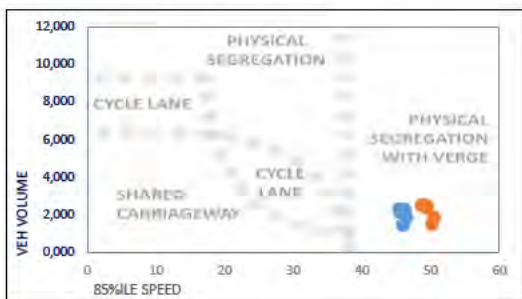 12,000
10,000
8,000
6,000
4,000
2,000
0,000
VEH VOLUME
PHYSICAL
SEGREGATION
CYCLE LANE
PHYSICAL
SEGREGATION
WITH VERGE
CYCLE
LANE
SHARED
CARRIAGEWAY
0
10
20
30
40
50
60
85%ILE SPEED